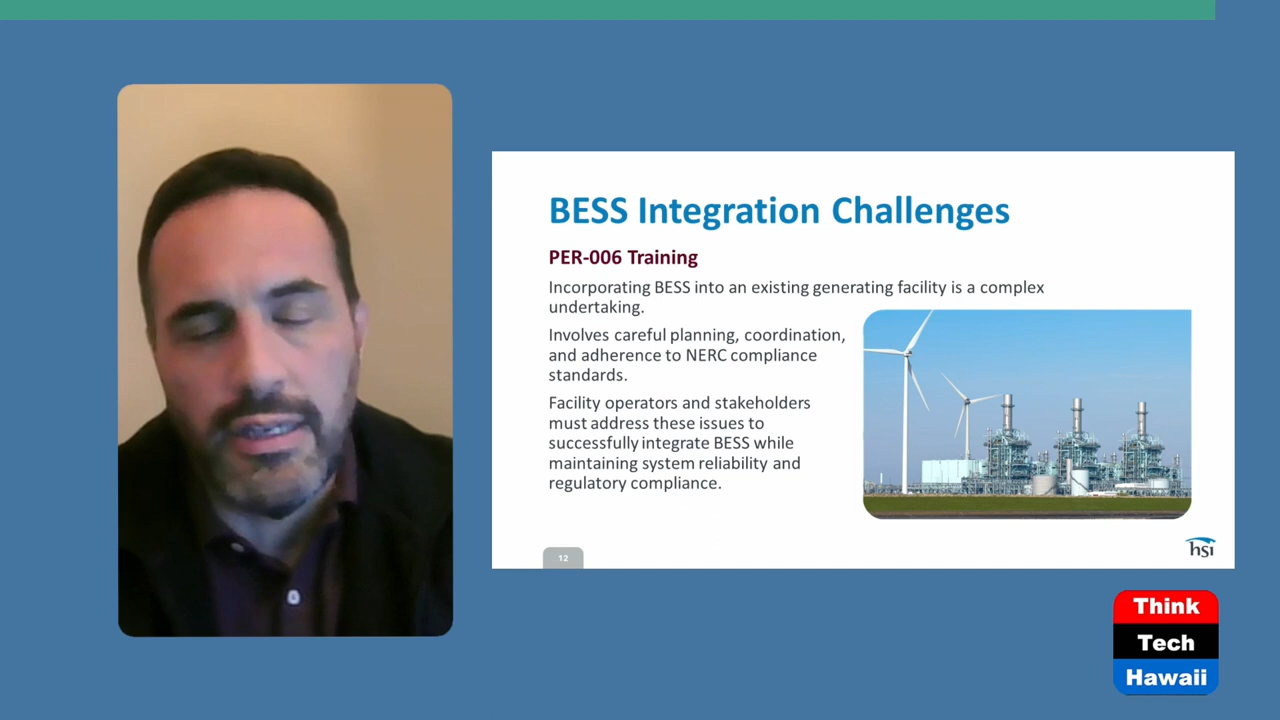 BESS Integration Challenges
PER-006 Training
Incorporating BESS into an existing generating facility is a complex
undertaking.
Involves careful planning, coordination,
and adherence to NERC compliance
standards.
Facility operators and stakeholders
must address these issues to
successfully integrate BESS while
maintaining system reliability and
regulatory compliance.
12
hsi
Think
Tech
Hawaii